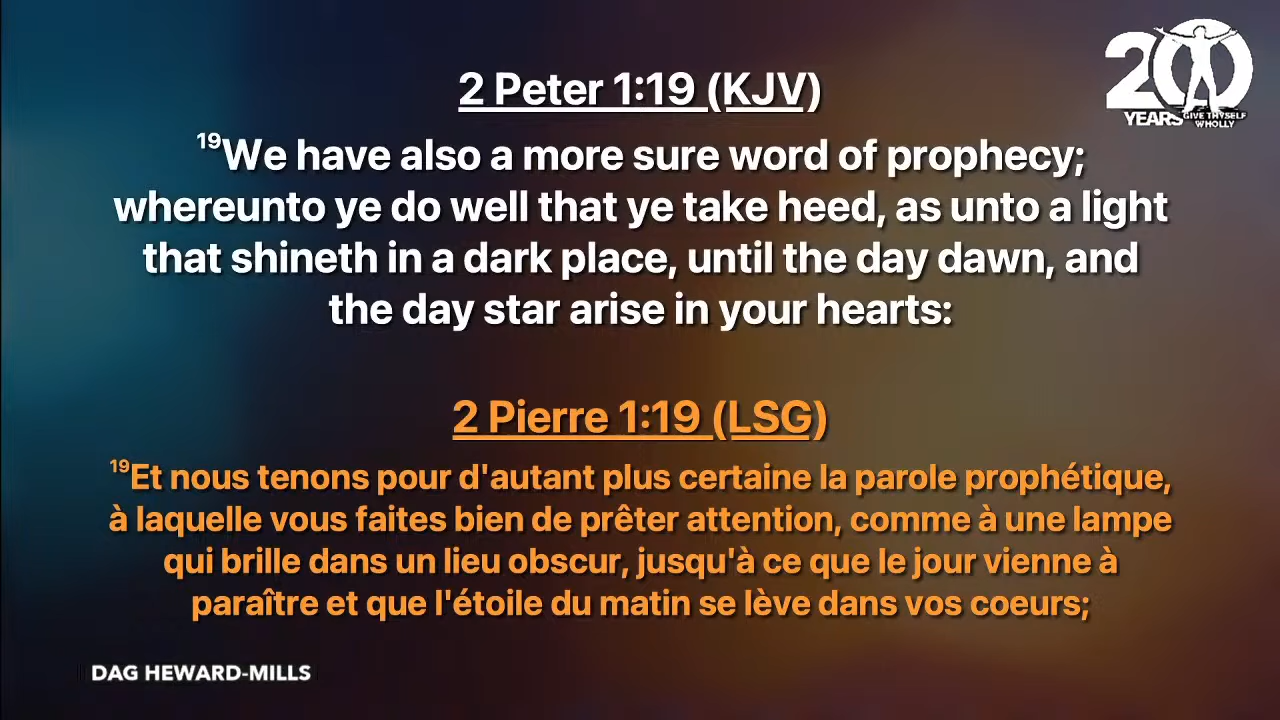 20
YEARS
GIVE THYSELF
WHOLLY
2 Peter 1:19 (KJV)
19We have also a more sure word of prophecy;
whereunto ye do well that ye take heed, as unto a light
that shineth in a dark place, until the day dawn, and
the day star arise in your hearts:
2 Pierre 1:19 (LSG)
19Et nous tenons pour d'autant plus certaine la parole prophétique,
à laquelle vous faites bien de prêter attention, comme à une lampe
qui brille dans un lieu obscur, jusqu'à ce que le jour vienne à
paraître et que l'étoile du matin se lève dans vos coeurs;
DAG HEWARD-MILLS